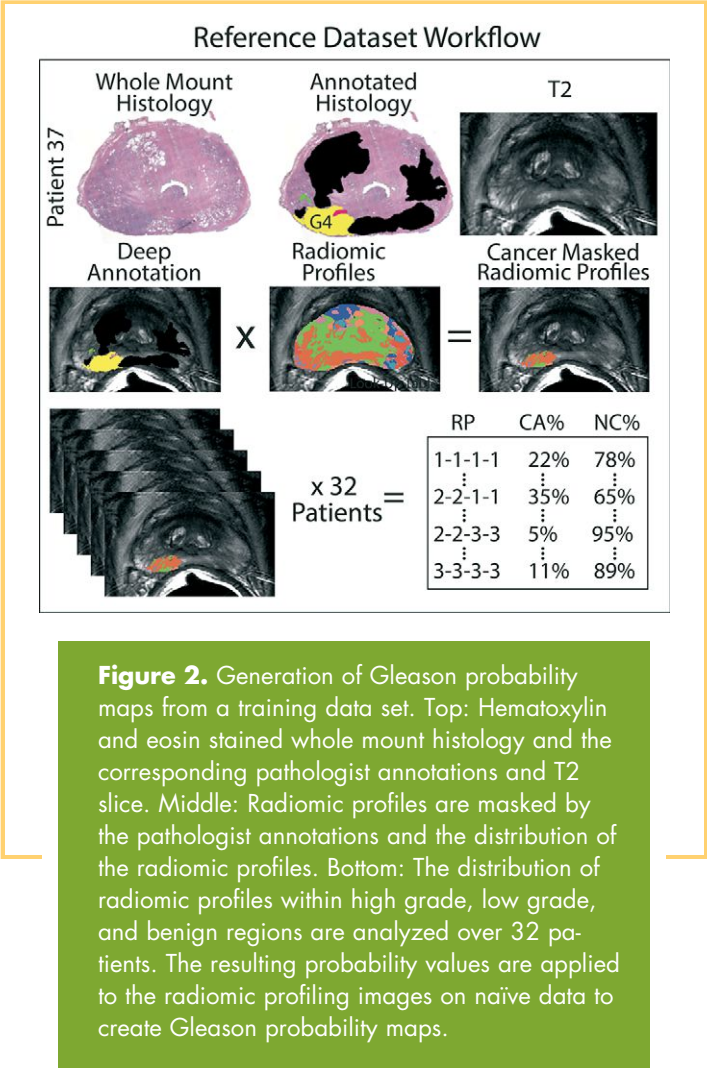 Reference Dataset Workflow
Whole Mount
Histology
Annotated
Histology
T2
Patient 37
G4
Deep
Annotation
Radiomic
Profiles
Cancer Masked
Radiomic Profiles
x
=
x 32
Patients
=
RP CA% NC%
1-1-1-1 22% 78%
2-2-1-1 35% 65%
2-2-3-3 5% 95%
3-3-3-3 11% 89%
Figure 2. Generation of Gleason probability
maps from a training data set. Top: Hematoxylin
and eosin stained whole mount histology and the
corresponding pathologist annotations and T2
slice. Middle: Radiomic profiles are masked by
the pathologist annotations and the distribution of
the radiomic profiles. Bottom: The distribution of
radiomic profiles within high grade, low grade,
and benign regions are analyzed over 32 pa-
tients. The resulting probability values are applied
to the radiomic profiling images on naïve data to
create Gleason probability maps.